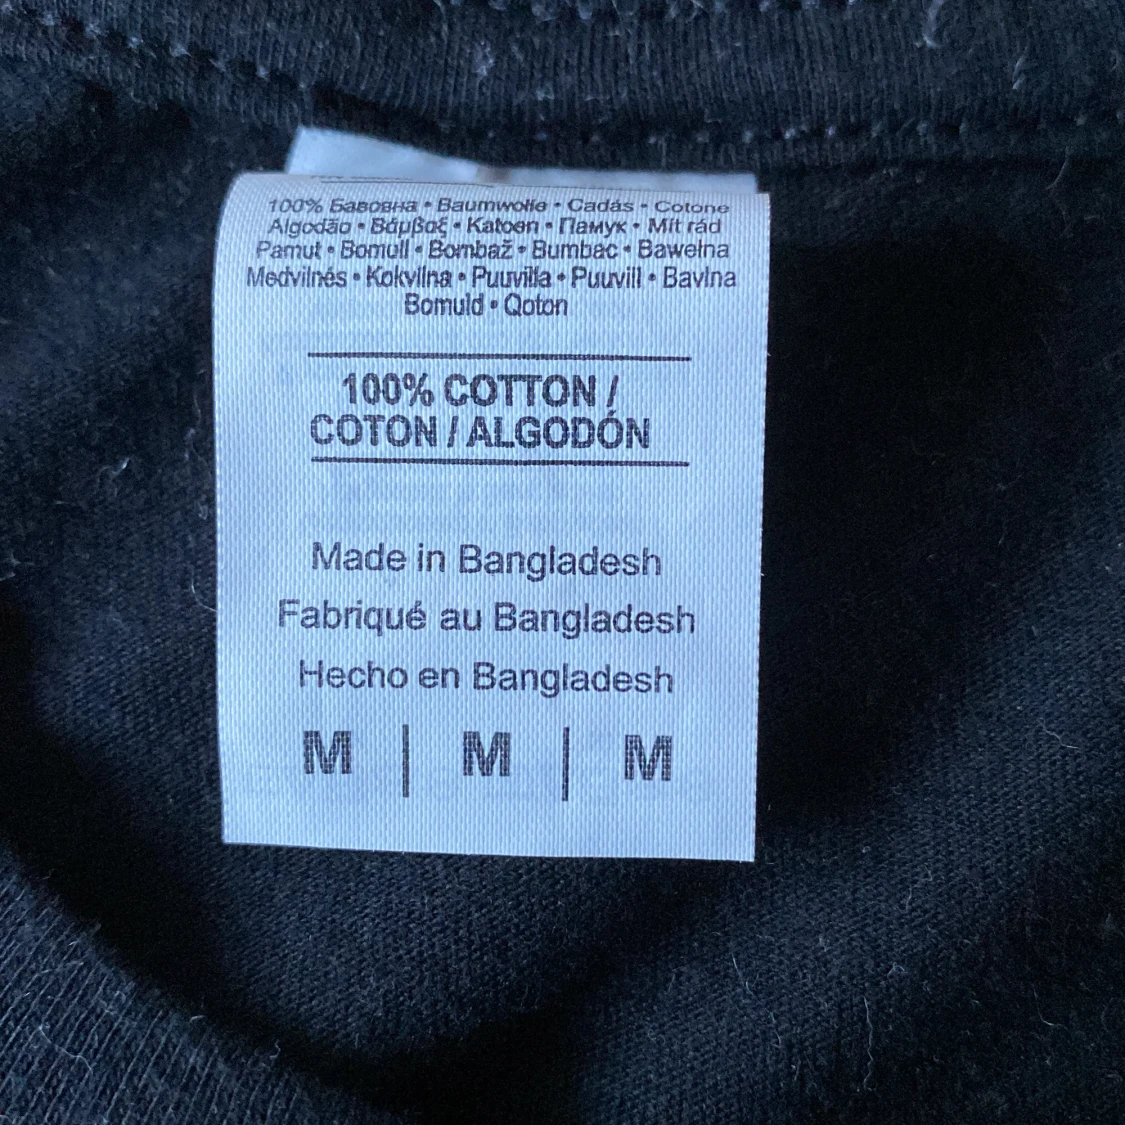 100% Бавовна • Baumwolle • Cadás • Cotone
Algodão • Βάμβαξ • Katoen • Памук • Mít rád
Pamut • Bomull • Bombaž • Bumbac • Bawełna
Medvilnės • Kokvilna • Puuvilla • Puuvill • Bavlna
Bomuld • Qoton
100% COTTON /
COTON / ALGODÓN
Made in Bangladesh
Fabriqué au Bangladesh
Hecho en Bangladesh
M | M | M